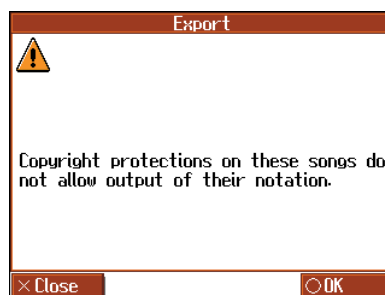 Export
Copyright protections on these songs do
not allow output of their notation.
× Close
○ OK